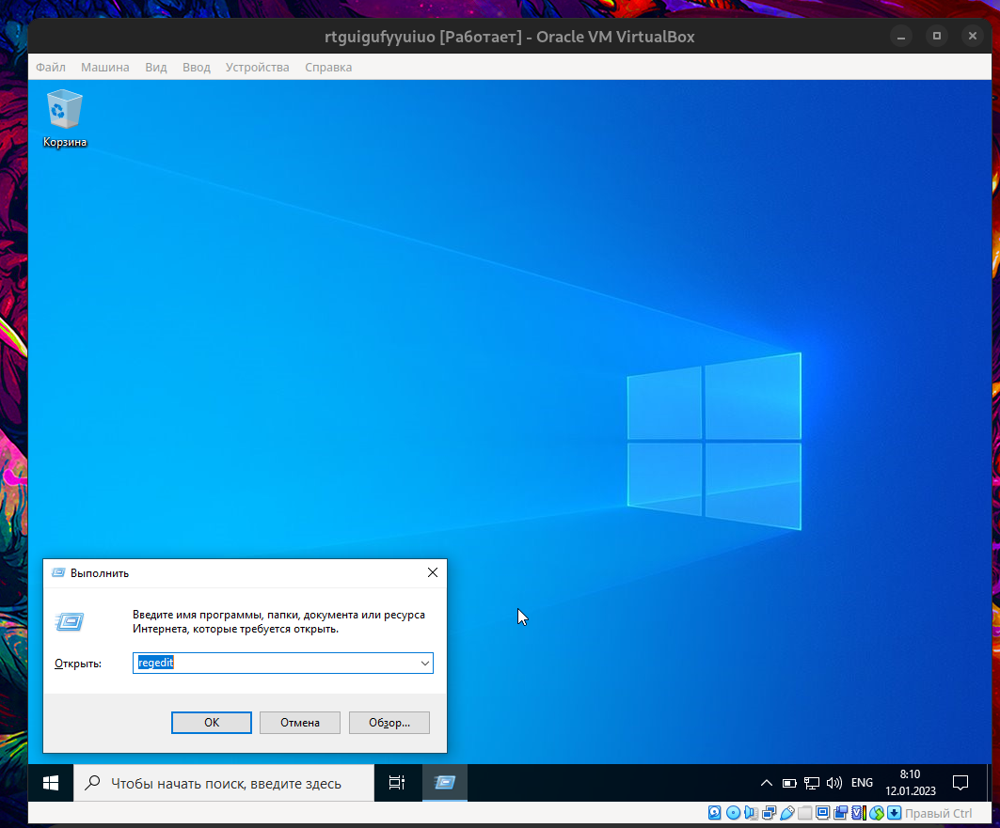 rtguigufyyuiuo [Работает] - Oracle VM VirtualBox
Файл Машина Вид Ввод Устройства Справка
Корзина
Выполнить
Введите имя программы, папки, документа или ресурса
Интернета, которые требуется открыть.
Открыть: regedit
ОК Отмена Обзор...
Чтобы начать поиск, введите здесь
ENG
8:10
12.01.2023
Правый Ctrl